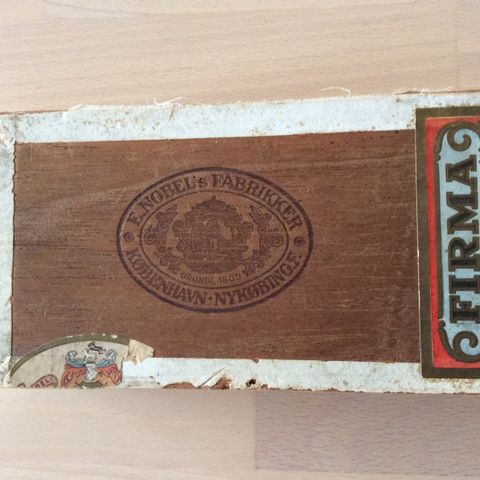 E. NOBEL's FABRIKKER
GRUNDL. 1835
KØBENHAVN · NYKØBING.F.
FIRMA